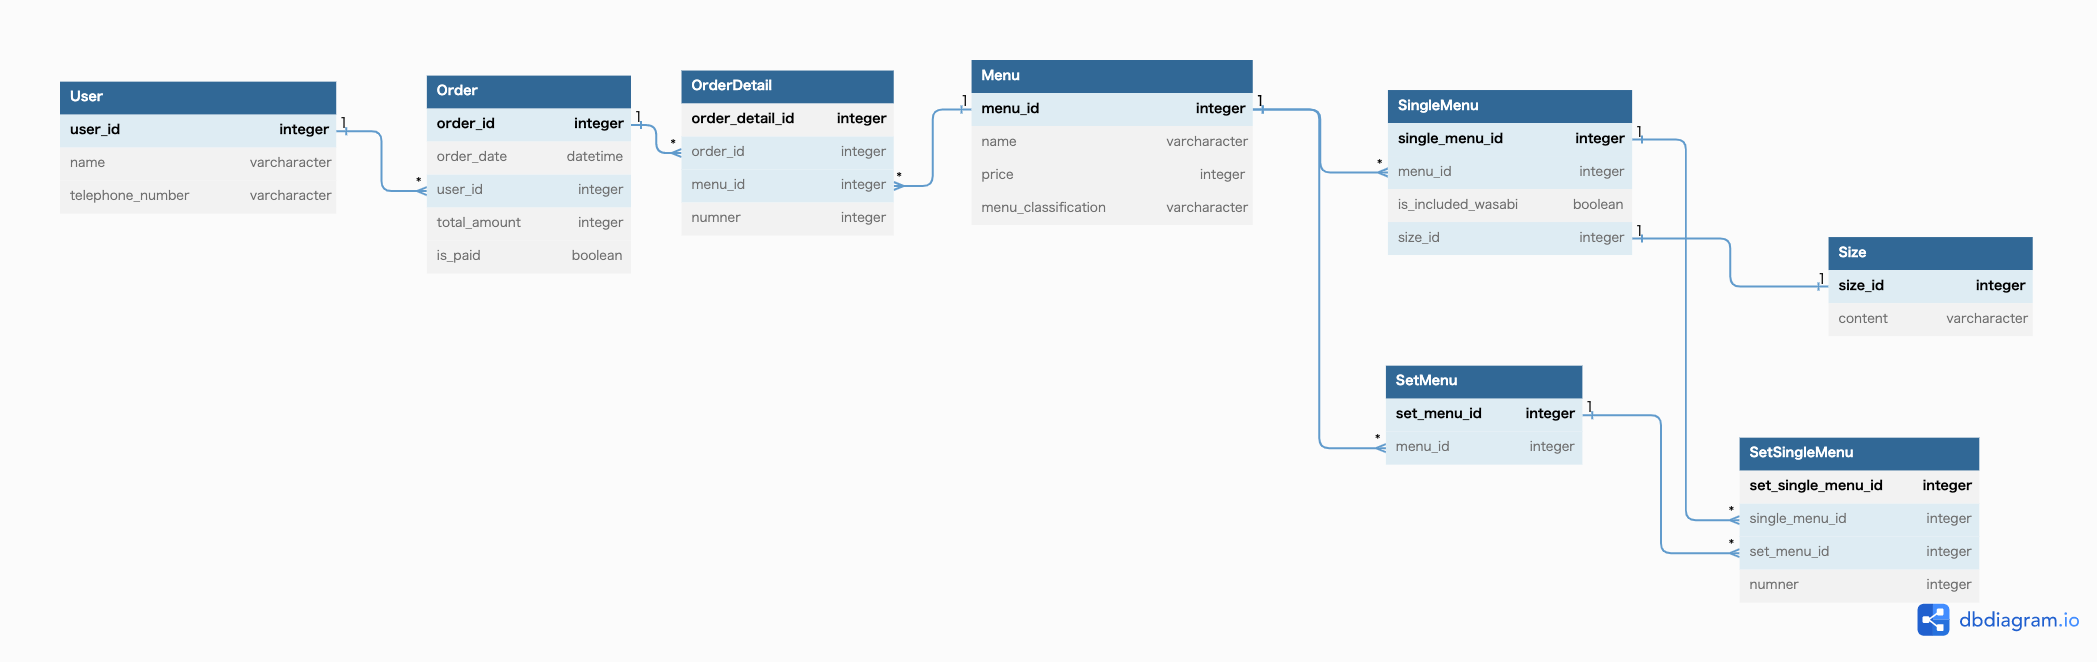 User
user_id integer
name varcharacter
telephone_number varcharacter
1
*
Order
order_id integer
order_date datetime
user_id integer
total_amount integer
is_paid boolean
1
*
OrderDetail
order_detail_id integer
order_id integer
menu_id integer
numner integer
*
1
Menu
menu_id integer
name varcharacter
price integer
menu_classification varcharacter
1
*
*
SingleMenu
single_menu_id integer
menu_id integer
is_included_wasabi boolean
size_id integer
1
1
1
Size
size_id integer
content varcharacter
SetMenu
set_menu_id integer
menu_id integer
1
*
*
SetSingleMenu
set_single_menu_id integer
single_menu_id integer
set_menu_id integer
numner integer
dbdiagram.io